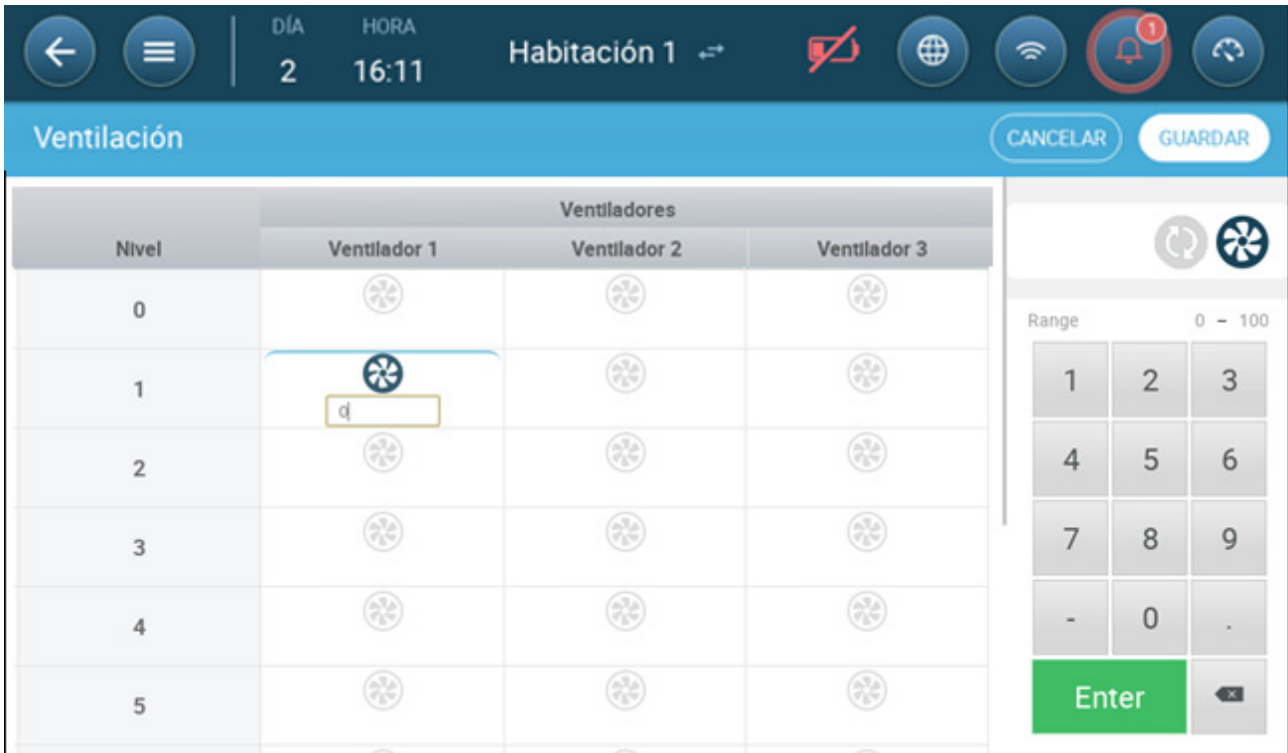 DÍA HORA
2 16:11 Habitación 1 1
Ventilación CANCELAR GUARDAR
Ventiladores
Nivel Ventilador 1 Ventilador 2 Ventilador 3
0
Range 0 - 100
1 0
1 2 3
2
4 5 6
3
7 8 9
4
- 0 .
5
Enter